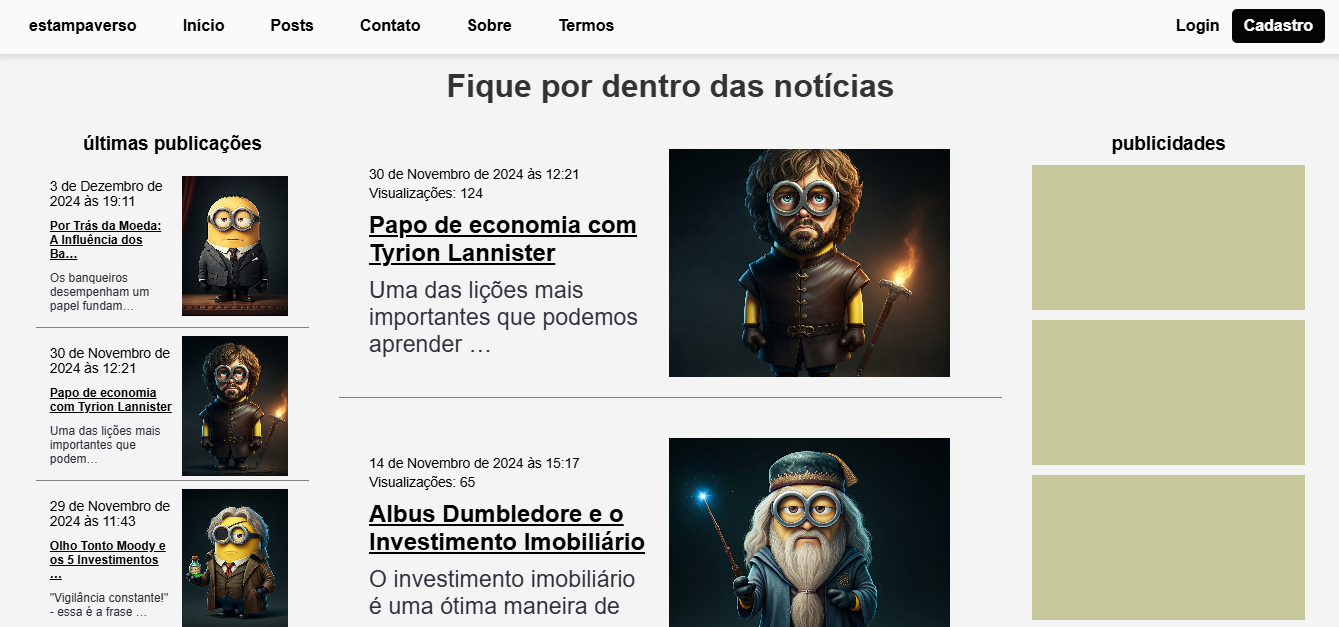 estampaverso Início Posts Contato Sobre Termos Login Cadastro
Fique por dentro das notícias
últimas publicações
3 de Dezembro de
2024 às 19:11
Por Trás da Moeda:
A Influência dos
Ba…
Os banqueiros
desempenham um
papel fundam…
30 de Novembro de
2024 às 12:21
Papo de economia
com Tyrion Lannister
Uma das lições mais
importantes que
podem…
29 de Novembro de
2024 às 11:43
Olho Tonto Moody e
os 5 Investimentos
…
"Vigilância constante!"
- essa é a frase …
30 de Novembro de 2024 às 12:21
Visualizações: 124
Papo de economia com
Tyrion Lannister
Uma das lições mais
importantes que podemos
aprender …
14 de Novembro de 2024 às 15:17
Visualizações: 65
Albus Dumbledore e o
Investimento Imobiliário
O investimento imobiliário
é uma ótima maneira de
publicidades